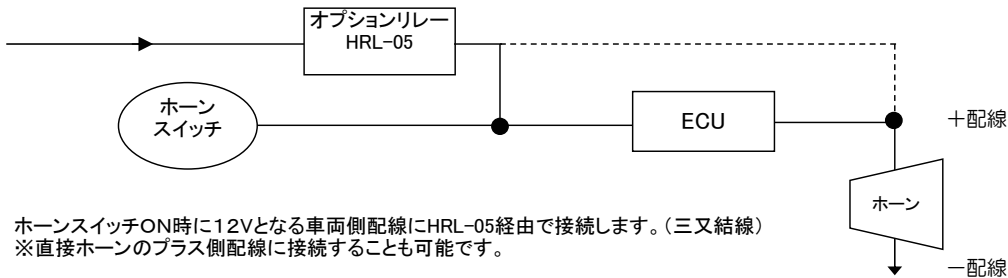 オプションリレー
HRL-05
ホーン
スイッチ
ECU
＋配線
ホーン
ホーンスイッチON時に１２Vとなる車両側配線にHRL-05経由で接続します。（三又結線）
※直接ホーンのプラス側配線に接続することも可能です。
－配線